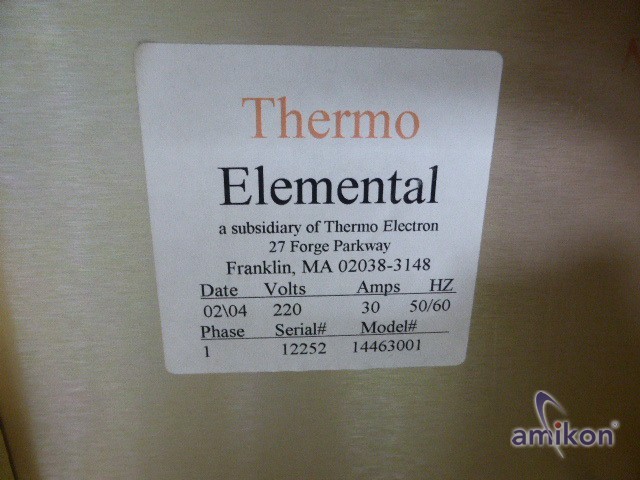 Thermo
Elemental
a subsidiary of Thermo Electron
27 Forge Parkway
Franklin, MA 02038-3148
Date Volts Amps HZ
02\04 220 30 50/60
Phase Serial# Model#
1 12252 14463001
amikon®